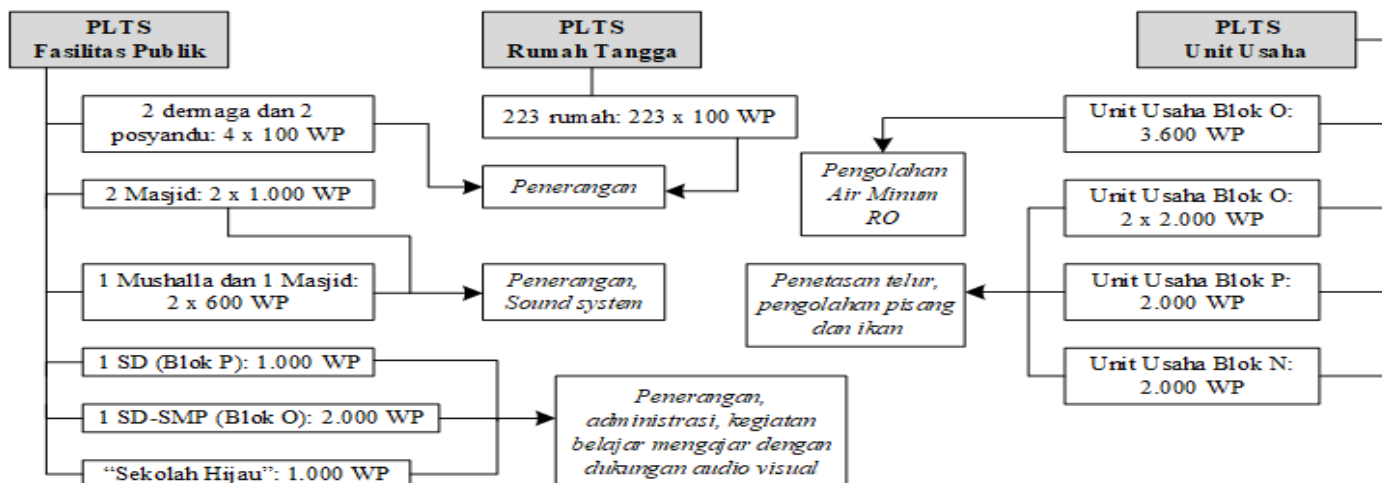 PLTS
Fasilitas Publik
2 dermaga dan 2
posyandu: 4 x 100 WP
2 Masjid: 2 x 1.000 WP
1 Mushalla dan 1 Masjid:
2 x 600 WP
1 SD (Blok P): 1.000 WP
1 SD-SMP (Blok O): 2.000 WP
“Sekolah Hijau”: 1.000 WP
PLTS
Rumah Tangga
223 rumah: 223 x 100 WP
Penerangan
Penerangan,
Sound system
Penerangan,
administrasi, kegiatan
belajar mengajar dengan
dukungan audio visual
PLTS
Unit Usaha
Unit Usaha Blok O:
3.600 WP
Pengolahan
Air Minum
RO
Unit Usaha Blok O:
2 x 2.000 WP
Unit Usaha Blok P:
2.000 WP
Unit Usaha Blok N:
2.000 WP
Penetasan telur,
pengolahan pisang
dan ikan